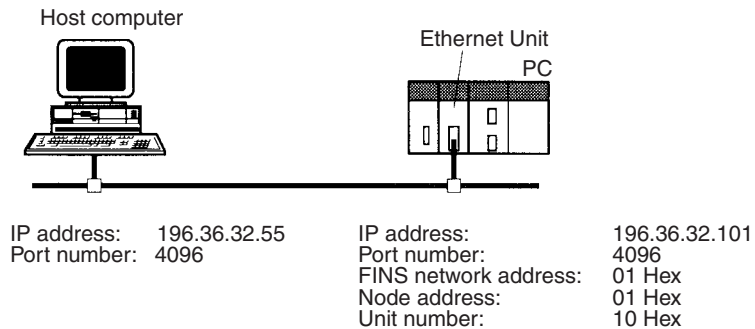 Host computer
Ethernet Unit
PC
IP address: 196.36.32.55
Port number: 4096
IP address: 196.36.32.101
Port number: 4096
FINS network address: 01 Hex
Node address: 01 Hex
Unit number: 10 Hex